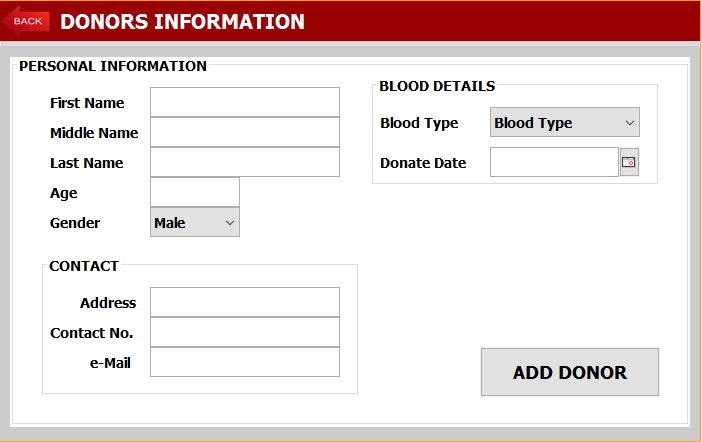 BACK
DONORS INFORMATION
PERSONAL INFORMATION
First Name
Middle Name
Last Name
Age
Gender Male
BLOOD DETAILS
Blood Type Blood Type
Donate Date
CONTACT
Address
Contact No.
e-Mail
ADD DONOR